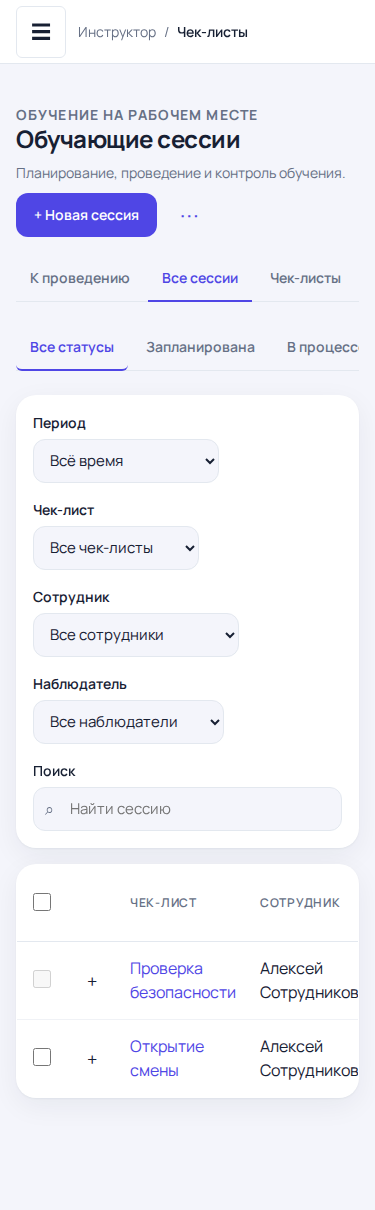 Инструктор / Чек-листы
ОБУЧЕНИЕ НА РАБОЧЕМ МЕСТЕ
Обучающие сессии
Планирование, проведение и контроль обучения.
+ Новая сессия ...
К проведению Все сессии Чек-листы
Все статусы Запланирована В процессе
Период
Всё время
Чек-лист
Все чек-листы
Сотрудник
Все сотрудники
Наблюдатель
Все наблюдатели
Поиск
Найти сессию
ЧЕК-ЛИСТ СОТРУДНИК
+ Проверка безопасности Алексей Сотрудников
+ Открытие смены Алексей Сотрудников